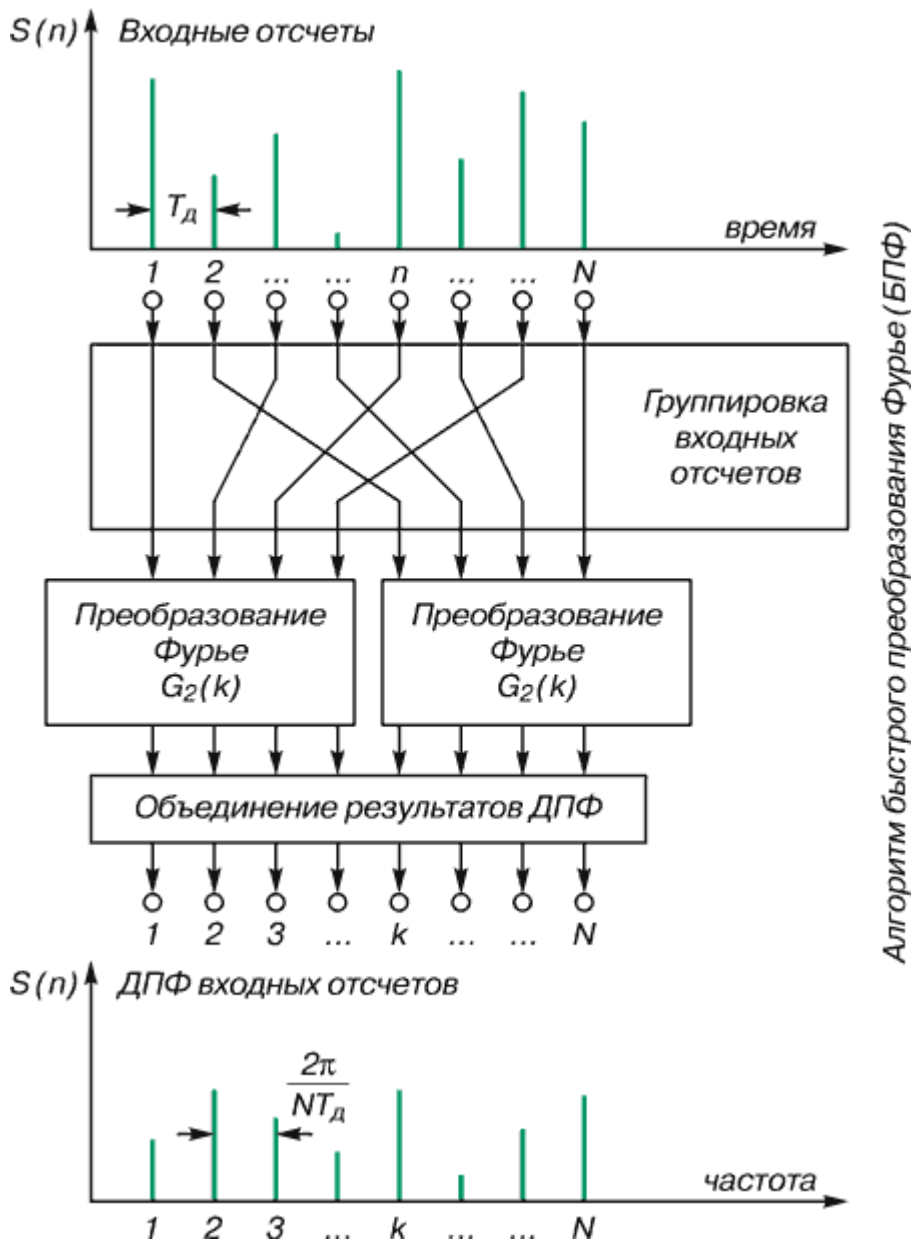 S(n) Входные отсчеты
Tд
время
1 2 ... ... n ... ... N
Группировка
входных
отсчетов
Преобразование
Фурье
G₂(k)
Преобразование
Фурье
G₂(k)
Объединение результатов ДПФ
1 2 3 ... k ... ... N
S(n) ДПФ входных отсчетов
2π
NTд
частота
1 2 3 ... k ... ... N
Алгоритм быстрого преобразования Фурье (БПФ)